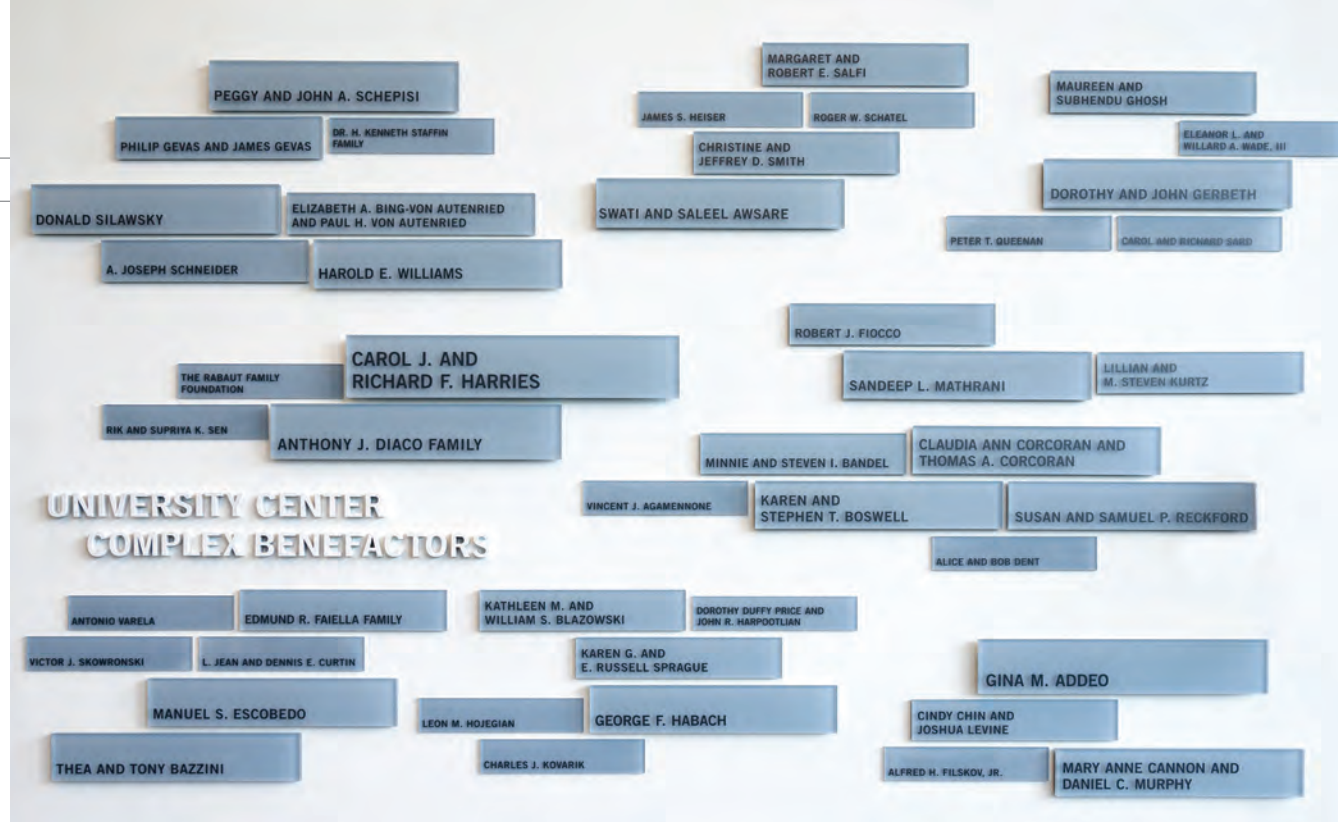 PEGGY AND JOHN A. SCHEPISI
PHILIP GEVAS AND JAMES GEVAS
DR. H. KENNETH STAFFIN
FAMILY
DONALD SILAWSKY
ELIZABETH A. BING-VON AUTENRIED
AND PAUL H. VON AUTENRIED
A. JOSEPH SCHNEIDER
HAROLD E. WILLIAMS
MARGARET AND
ROBERT E. SALFI
JAMES S. HEISER
ROGER W. SCHATEL
CHRISTINE AND
JEFFREY D. SMITH
SWATI AND SALEEL AWSARE
MAUREEN AND
SUBHENDU GHOSH
ELEANOR L. AND
WILLARD A. WADE, III
DOROTHY AND JOHN GERBETH
PETER T. QUEENAN
CAROL AND RICHARD SARD
CAROL J. AND
RICHARD F. HARRIES
THE RABAUT FAMILY
FOUNDATION
RIK AND SUPRIYA K. SEN
ANTHONY J. DIACO FAMILY
ROBERT J. FIOCCO
SANDEEP L. MATHRANI
LILLIAN AND
M. STEVEN KURTZ
MINNIE AND STEVEN I. BANDEL
CLAUDIA ANN CORCORAN AND
THOMAS A. CORCORAN
VINCENT J. AGAMENNONE
KAREN AND
STEPHEN T. BOSWELL
SUSAN AND SAMUEL P. RECKFORD
ALICE AND BOB DENT
UNIVERSITY CENTER
COMPLEX BENEFACTORS
ANTONIO VARELA
EDMUND R. FAIELLA FAMILY
VICTOR J. SKOWRONSKI
L. JEAN AND DENNIS E. CURTIN
MANUEL S. ESCOBEDO
THEA AND TONY BAZZINI
KATHLEEN M. AND
WILLIAM S. BLAZOWSKI
DOROTHY DUFFY PRICE AND
JOHN R. HARPOOTLIAN
KAREN G. AND
E. RUSSELL SPRAGUE
LEON M. HOJEGIAN
GEORGE F. HABACH
CHARLES J. KOVARIK
GINA M. ADDEO
CINDY CHIN AND
JOSHUA LEVINE
ALFRED H. FILSKOV, JR.
MARY ANNE CANNON AND
DANIEL C. MURPHY